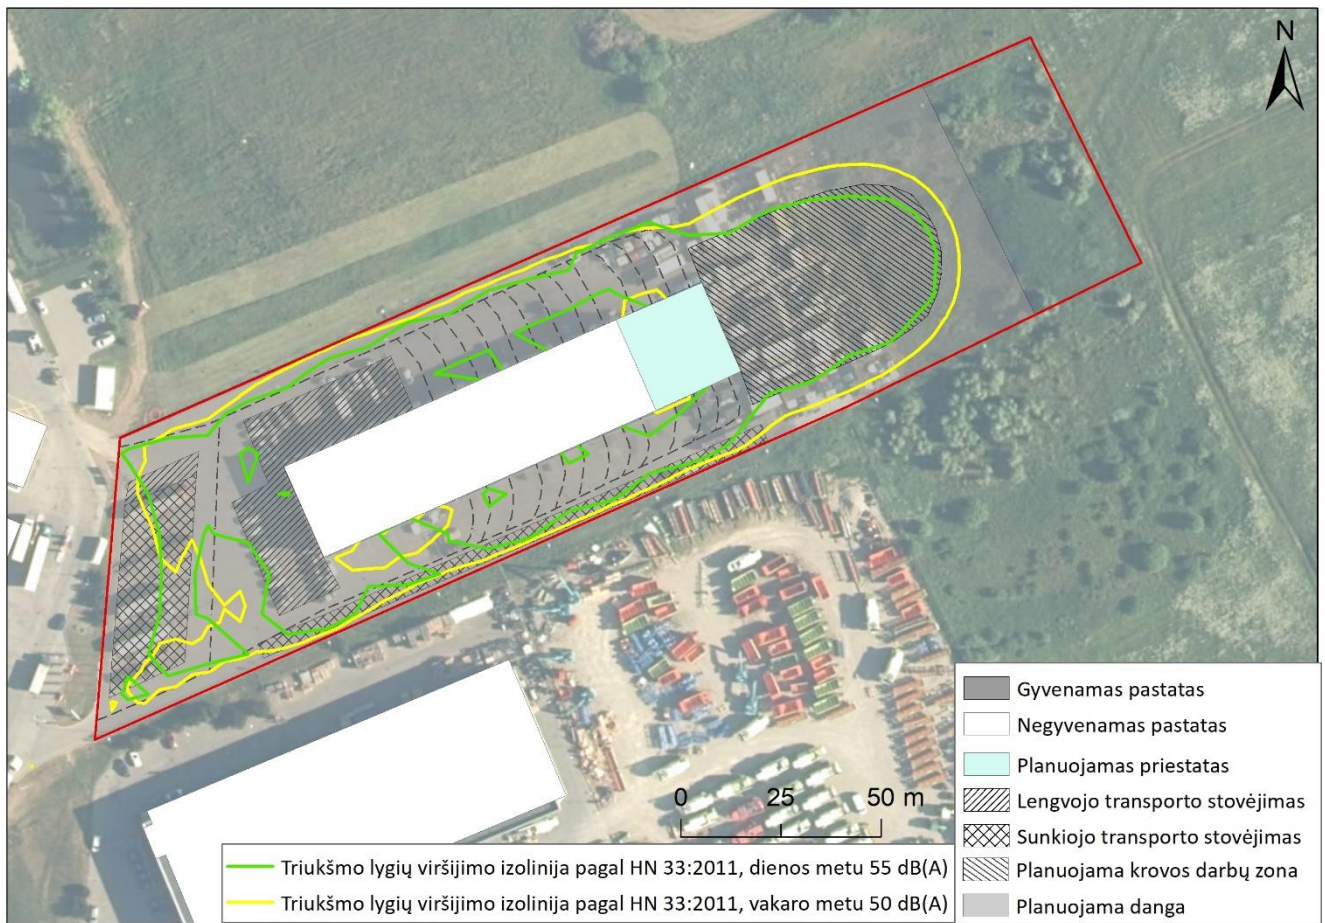 N
Gyvenamas pastatas
Negyvenamas pastatas
Planuojamas priestatas
Lengvojo transporto stovėjimas
Sunkiojo transporto stovėjimas
Planuojama krovos darbų zona
Planuojama danga
0 25 50 m
Triukšmo lygių viršijimo izolinija pagal HN 33:2011, dienos metu 55 dB(A)
Triukšmo lygių viršijimo izolinija pagal HN 33:2011, vakaro metu 50 dB(A)